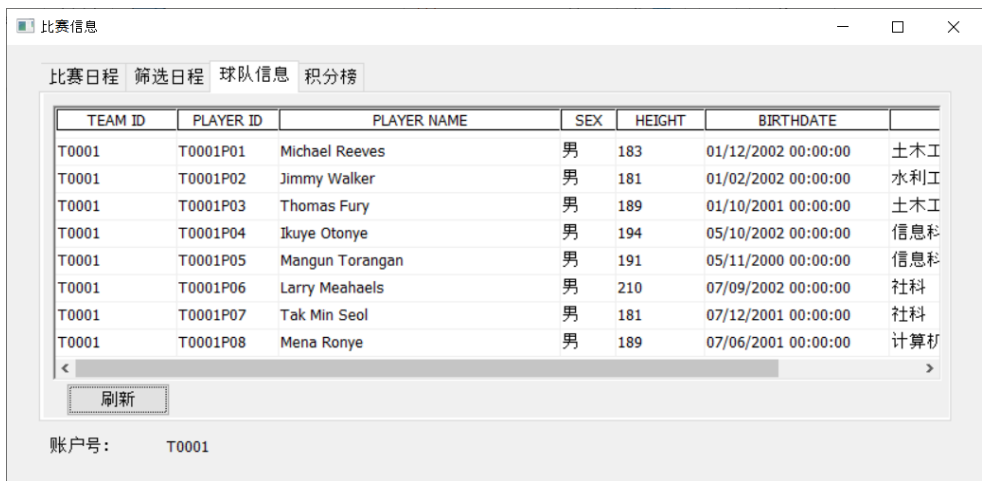 比赛信息
比赛日程 筛选日程 球队信息 积分榜
TEAM ID PLAYER ID PLAYER NAME SEX HEIGHT BIRTHDATE
T0001 T0001P01 Michael Reeves 男 183 01/12/2002 00:00:00 土木工
T0001 T0001P02 Jimmy Walker 男 181 01/02/2002 00:00:00 水利工
T0001 T0001P03 Thomas Fury 男 189 01/10/2001 00:00:00 土木工
T0001 T0001P04 Ikuye Otonye 男 194 05/10/2002 00:00:00 信息科
T0001 T0001P05 Mangun Torangan 男 191 05/11/2000 00:00:00 信息科
T0001 T0001P06 Larry Meahaels 男 210 07/09/2002 00:00:00 社科
T0001 T0001P07 Tak Min Seol 男 181 07/12/2001 00:00:00 社科
T0001 T0001P08 Mena Ronye 男 189 07/06/2001 00:00:00 计算机
刷新
账户号: T0001